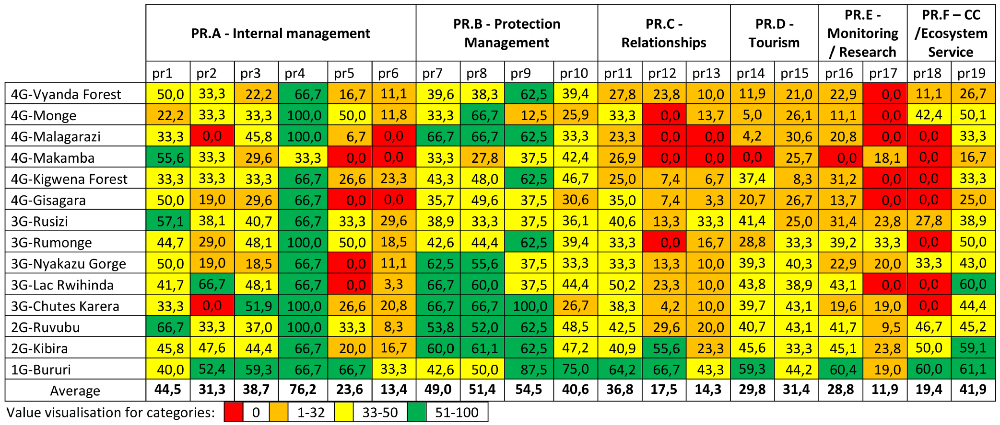 PR.A - Internal management PR.B - Protection Management PR.C - Relationships PR.D - Tourism PR.E - Monitoring / Research PR.F – CC /Ecosystem Service
pr1 pr2 pr3 pr4 pr5 pr6 pr7 pr8 pr9 pr10 pr11 pr12 pr13 pr14 pr15 pr16 pr17 pr18 pr19
4G-Vyanda Forest 50,0 33,3 22,2 66,7 16,7 11,1 39,6 38,3 62,5 39,4 27,8 23,8 10,0 11,9 21,0 22,9 0,0 11,1 26,7
4G-Monge 22,2 33,3 33,3 100,0 50,0 11,8 33,3 66,7 12,5 25,9 33,3 0,0 13,7 5,0 26,1 11,1 0,0 42,4 50,1
4G-Malagarazi 33,3 0,0 45,8 100,0 6,7 0,0 66,7 66,7 62,5 33,3 23,3 0,0 0,0 4,2 30,6 20,8 0,0 0,0 33,3
4G-Makamba 55,6 33,3 29,6 33,3 0,0 0,0 33,3 27,8 37,5 42,4 26,9 0,0 0,0 0,0 25,7 0,0 18,1 0,0 16,7
4G-Kigwena Forest 33,3 33,3 33,3 66,7 26,6 23,3 43,3 48,0 62,5 46,7 25,0 7,4 6,7 37,4 8,3 31,2 0,0 0,0 33,3
4G-Gisagara 50,0 19,0 29,6 66,7 0,0 0,0 35,7 49,6 37,5 30,6 35,0 7,4 3,3 20,7 26,7 13,7 0,0 0,0 25,0
3G-Rusizi 57,1 38,1 40,7 66,7 33,3 29,6 38,9 33,3 37,5 36,1 40,6 13,3 33,3 41,4 25,0 31,4 23,8 27,8 38,9
3G-Rumonge 44,7 29,0 48,1 100,0 50,0 18,5 42,6 44,4 62,5 39,4 33,3 0,0 16,7 28,8 33,3 39,2 33,3 0,0 50,0
3G-Nyakazu Gorge 50,0 19,0 18,5 66,7 0,0 11,1 62,5 55,6 37,5 33,3 33,3 13,3 10,0 39,3 40,3 22,9 20,0 33,3 43,0
3G-Lac Rwihinda 41,7 66,7 48,1 66,7 0,0 3,3 66,7 60,0 37,5 44,4 50,2 23,3 10,0 43,8 38,9 43,1 0,0 0,0 60,0
3G-Chutes Karera 33,3 0,0 51,9 100,0 26,6 20,8 66,7 66,7 100,0 26,7 38,3 4,2 10,0 39,7 43,1 19,6 19,0 0,0 44,4
2G-Ruvubu 66,7 33,3 37,0 100,0 33,3 8,3 53,8 52,0 62,5 48,5 42,5 29,6 20,0 40,7 43,1 41,7 9,5 46,7 45,2
2G-Kibira 45,8 47,6 44,4 66,7 20,0 16,7 60,0 61,1 62,5 47,2 40,9 55,6 23,3 45,6 33,3 45,1 23,8 50,0 59,1
1G-Bururi 40,0 52,4 59,3 66,7 66,7 33,3 42,6 50,0 87,5 75,0 64,2 66,7 43,3 59,3 44,2 60,4 19,0 60,0 61,1
Average 44,5 31,3 38,7 76,2 23,6 13,4 49,0 51,4 54,5 40,6 36,8 17,5 14,3 29,8 31,4 28,8 11,9 19,4 41,9
Value visualisation for categories: 0 1-32 33-50 51-100